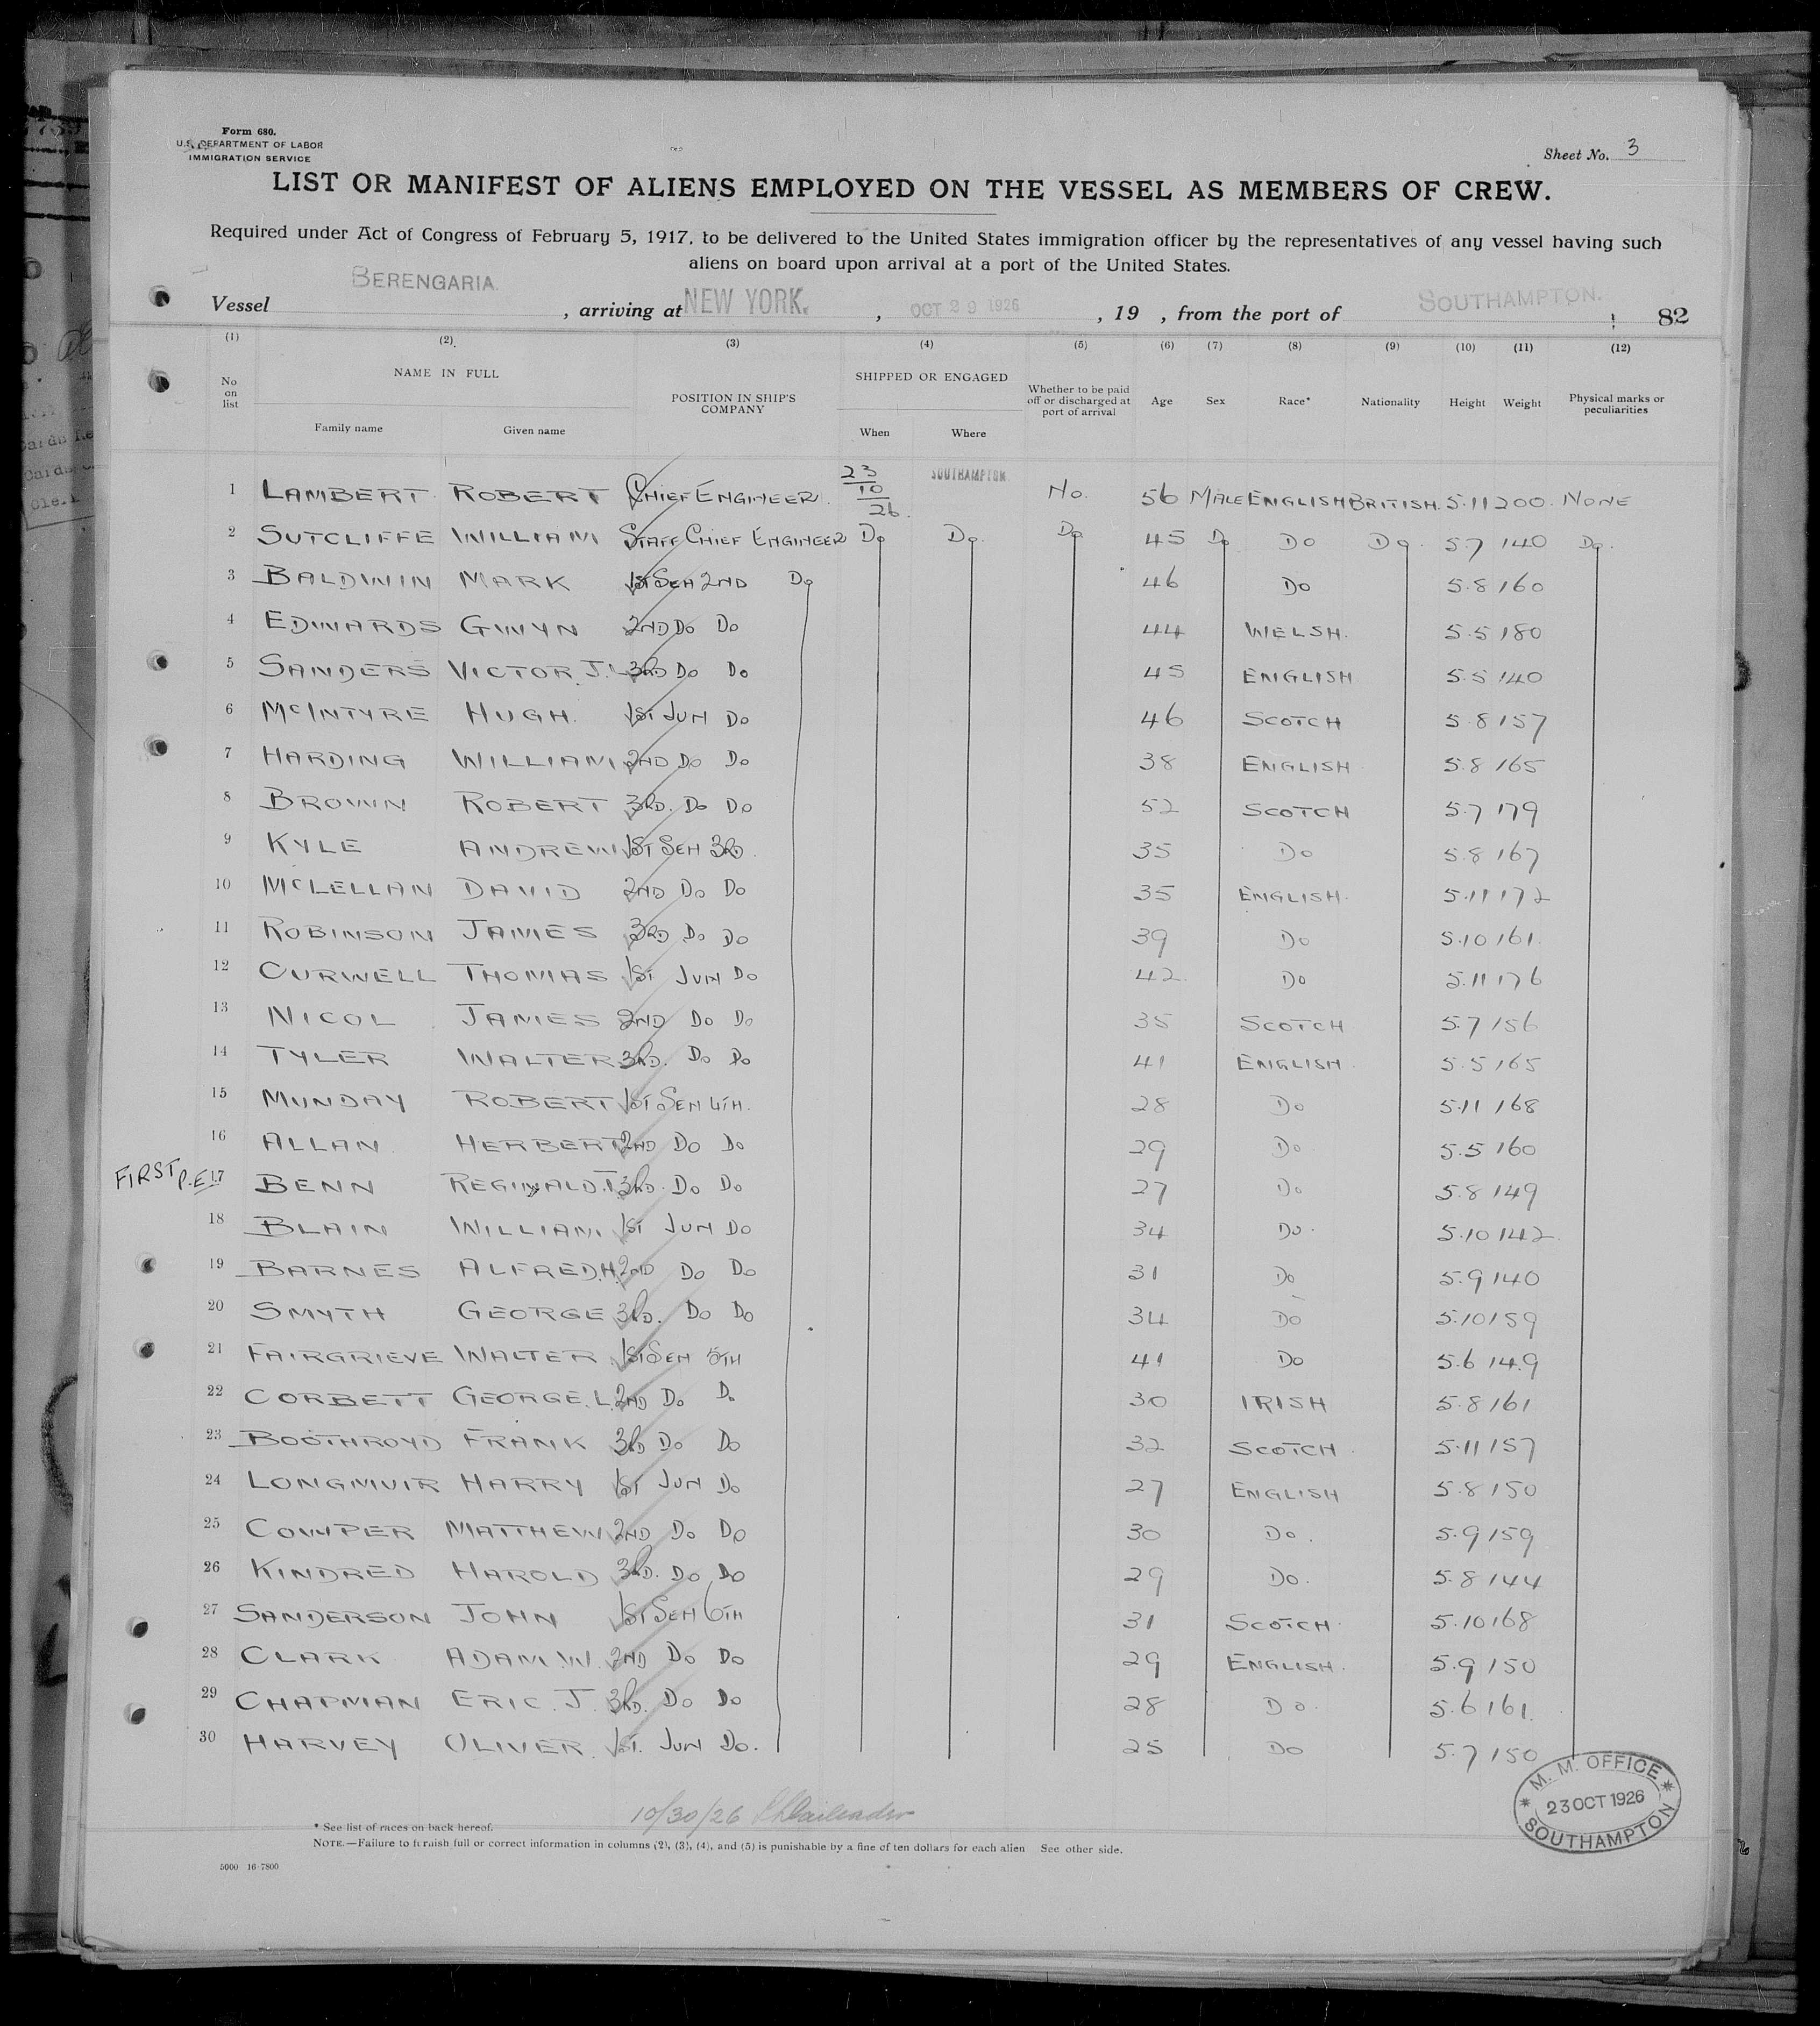 Form 680.
U.S. DEPARTMENT OF LABOR
IMMIGRATION SERVICE
Sheet No. 3
LIST OR MANIFEST OF ALIENS EMPLOYED ON THE VESSEL AS MEMBERS OF CREW.
Required under Act of Congress of February 5, 1917, to be delivered to the United States immigration officer by the representatives of any vessel having such
aliens on board upon arrival at a port of the United States.
Vessel BERENGARIA. , arriving at NEW YORK. , OCT 29 1926 , 19 , from the port of SOUTHAMPTON. 82
(1) (2) (3) (4) (5) (6) (7) (8) (9) (10) (11) (12)
No on list NAME IN FULL Family name Given name POSITION IN SHIP'S COMPANY SHIPPED OR ENGAGED When Where Whether to be paid off or discharged at port of arrival Age Sex Race* Nationality Height Weight Physical marks or peculiarities
1 LAMBERT ROBERT CHIEF ENGINEER. 23/10/26. SOUTHAMPTON. No. 56 MALE ENGLISH BRITISH. 5.11 200. NONE
2 SUTCLIFFE WILLIAM STAFF CHIEF ENGINEER Do Do. Do 45 Do Do Do. 5.7 140 Do.
3 BALDWIN MARK 1ST SEN 2ND Do 46 Do 5.8 160
4 EDWARDS GWYN 2ND Do Do 44 WELSH. 5.5 180
5 SANDERS VICTOR J. 3RD Do Do 45 ENGLISH 5.5 140
6 McINTYRE HUGH. 1ST JUN Do 46 SCOTCH 5.8 157
7 HARDING WILLIAM 2ND Do Do 38 ENGLISH 5.8 165
8 BROWN ROBERT 3RD. Do Do 52 SCOTCH 5.7 179
9 KYLE ANDREW 1ST SEN 3RD. 35 Do 5.8 167
10 McLELLAN DAVID 2ND Do Do 35 ENGLISH. 5.11 172
11 ROBINSON JAMES 3RD Do Do 39 Do 5.10 161.
12 CURWELL THOMAS 1ST JUN Do 42. Do 5.11 176
13 NICOL JAMES 2ND Do Do 35 SCOTCH 5.7 156
14 TYLER WALTER 3RD. Do Do 41 ENGLISH. 5.5 165
15 MUNDAY ROBERT 1ST SEN 4TH. 28 Do 5.11 168
16 ALLAN HERBERT 2ND Do Do 29 Do 5.5 160
FIRST P.E 17 BENN REGINALD.T. 3RD. Do Do 27 Do 5.8 149
18 BLAIN WILLIAM. 1ST JUN Do 34 Do. 5.10 142.
19 BARNES ALFRED.H. 2ND Do Do 31 Do 5.9 140
20 SMYTH GEORGE 3RD. Do Do 34 Do 5.10 159
21 FAIRGRIEVE WALTER 1ST SEN 5TH 41 Do 5.6 149
22 CORBETT GEORGE.L. 2ND Do Do 30 IRISH 5.8 161
23 BOOTHROYD FRANK 3RD Do Do 32 SCOTCH. 5.11 157
24 LONGMUIR HARRY 1ST JUN Do 27 ENGLISH 5.8 150
25 COWPER MATTHEW 2ND Do Do 30 Do. 5.9 159
26 KINDRED HAROLD 3RD. Do Do 29 Do. 5.8 144
27 SANDERSON JOHN 1ST SEN 6TH 31 SCOTCH. 5.10 168
28 CLARK ADAM W. 2ND Do Do 29 ENGLISH. 5.9 150
29 CHAPMAN ERIC. J. 3RD. Do Do 28 Do. 5.6 161.
30 HARVEY OLIVER. 1ST. JUN Do. 25 Do 5.7 150
M. M. OFFICE
23 OCT 1926
SOUTHAMPTON
10/30/26
* See list of races on back hereof.
NOTE.—Failure to furnish full or correct information in columns (2), (3), (4), and (5) is punishable by a fine of ten dollars for each alien See other side.
5000 16-7800